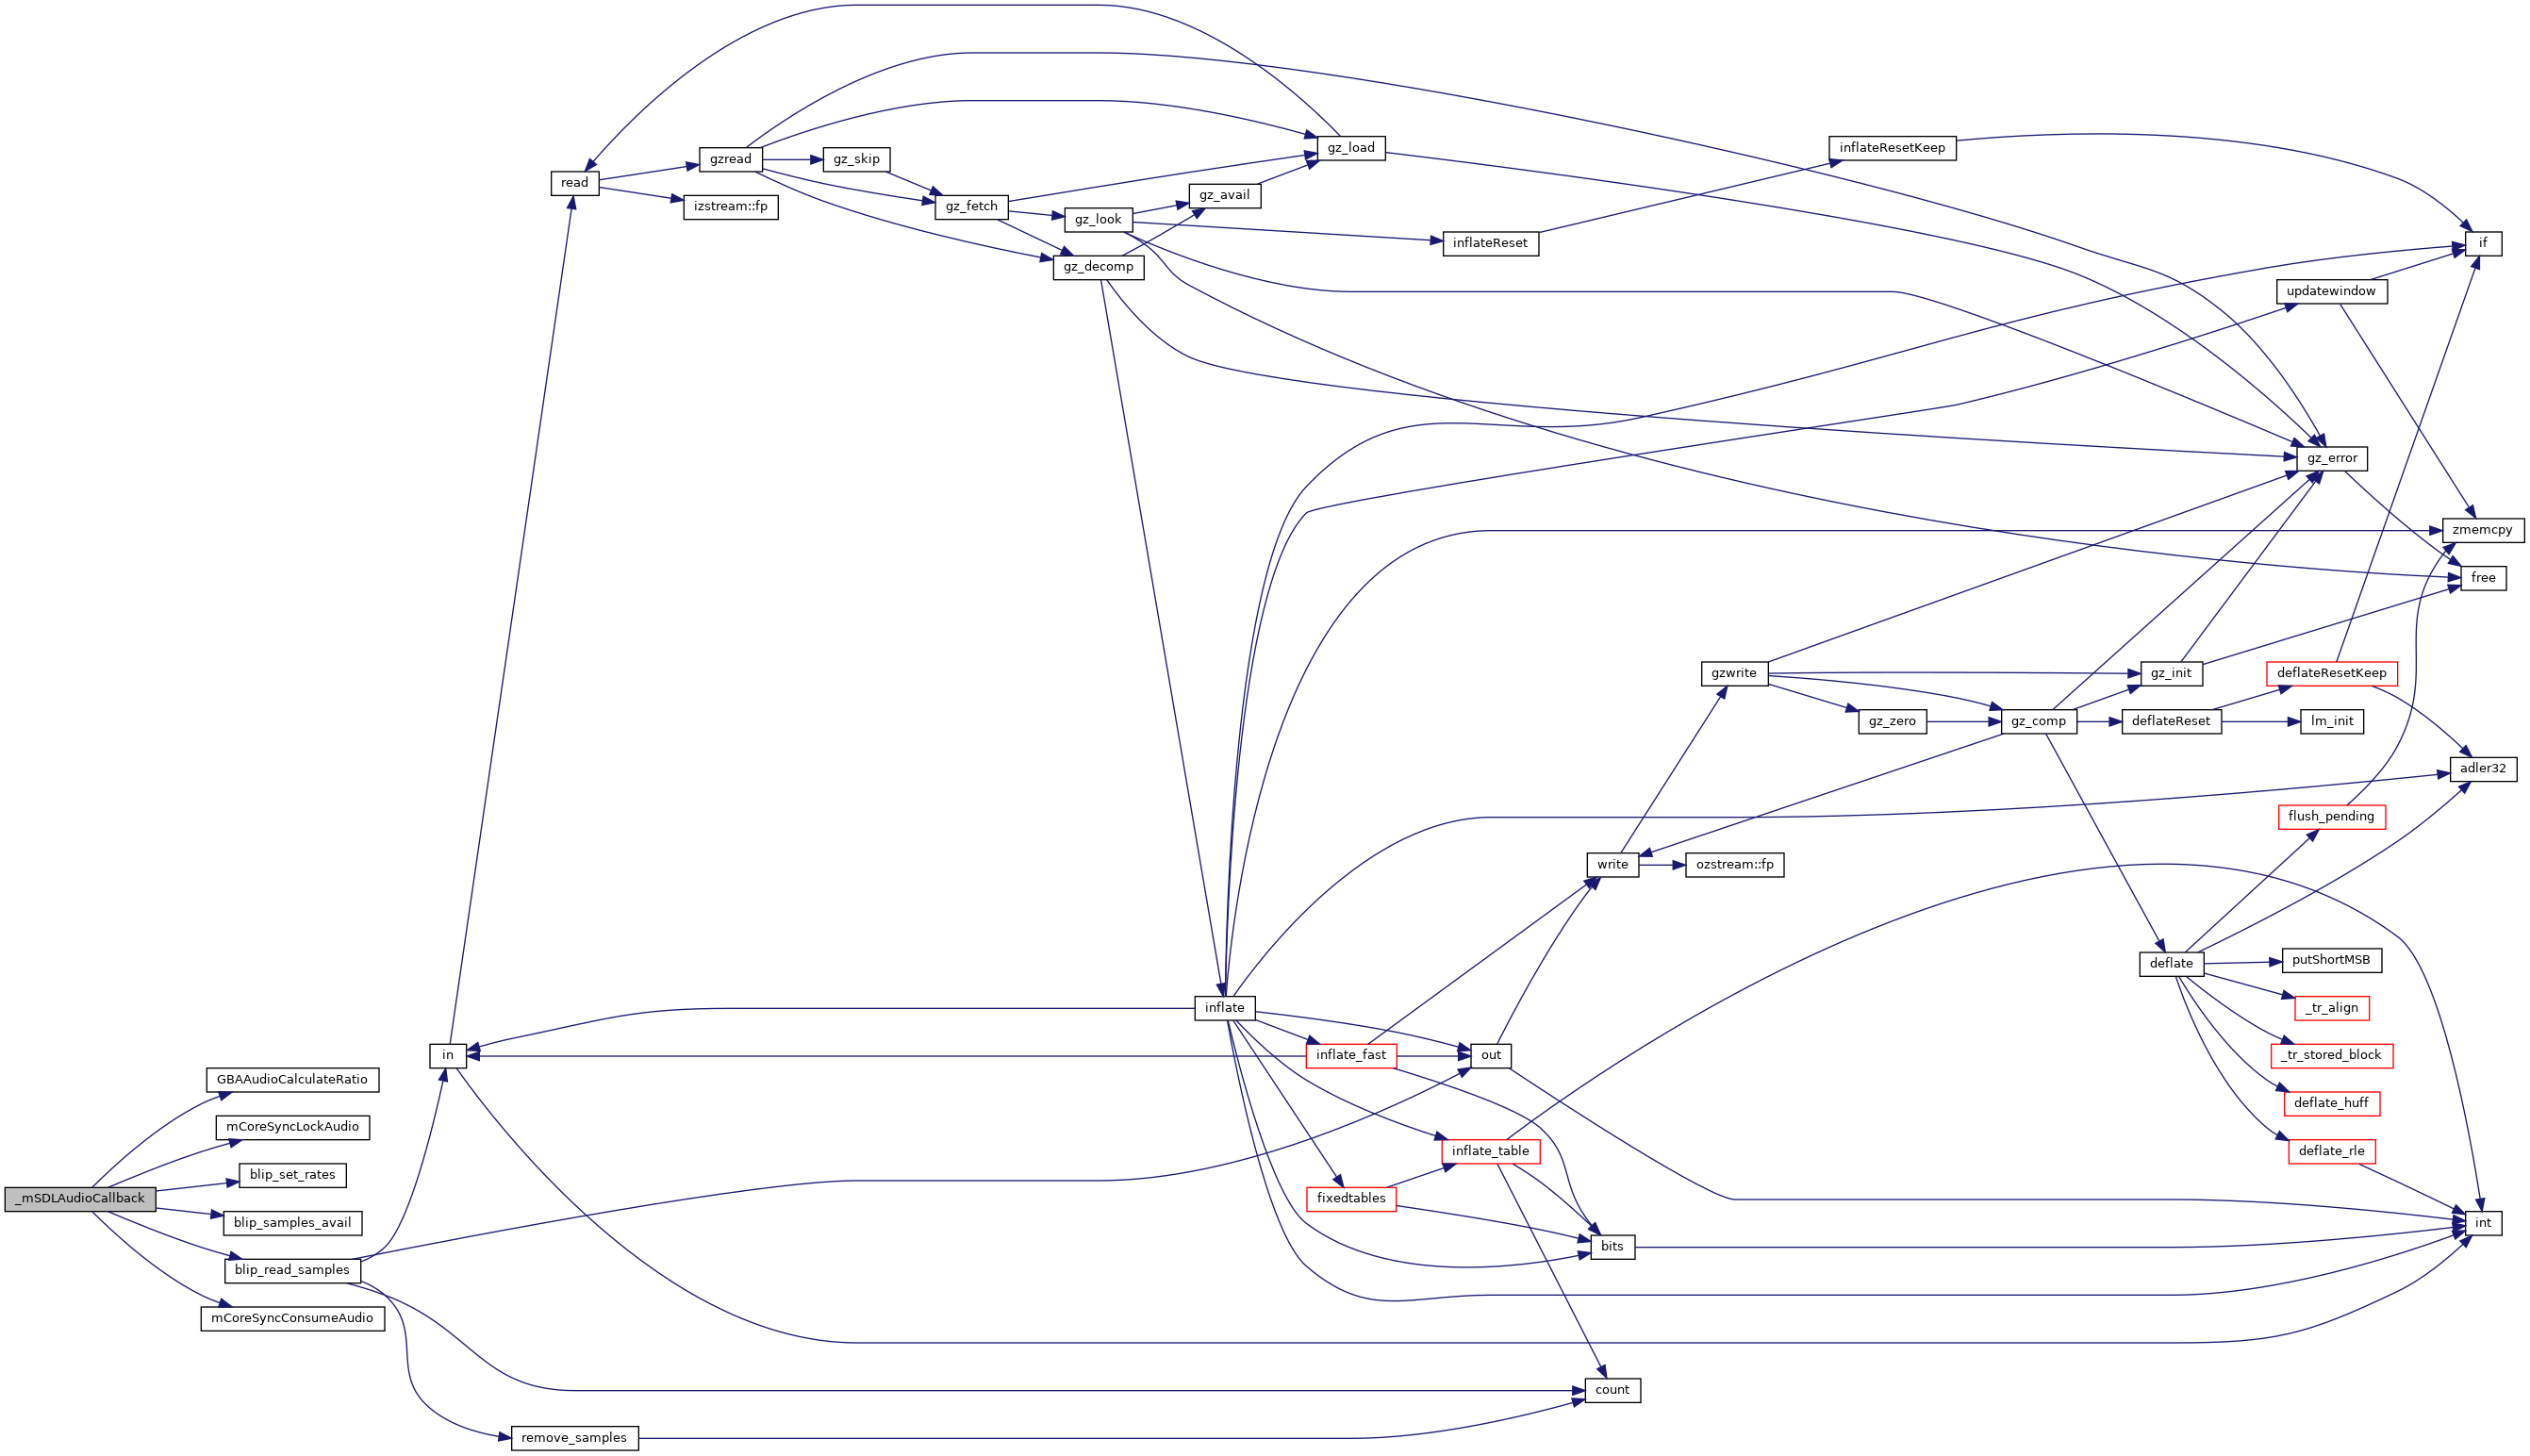 _mSDLAudioCallback
GBAAudioCalculateRatio
mCoreSyncLockAudio
blip_set_rates
blip_samples_avail
blip_read_samples
mCoreSyncConsumeAudio
in
remove_samples
read
gzread
izstream::fp
gz_skip
gz_fetch
gz_look
gz_decomp
gz_avail
gz_load
inflateReset
inflateResetKeep
inflate
inflate_fast
fixedtables
inflate_table
out
bits
count
write
ozstream::fp
gzwrite
gz_zero
gz_comp
gz_init
deflateReset
deflate
if
updatewindow
gz_error
zmemcpy
free
deflateResetKeep
lm_init
adler32
flush_pending
putShortMSB
_tr_align
_tr_stored_block
deflate_huff
deflate_rle
int